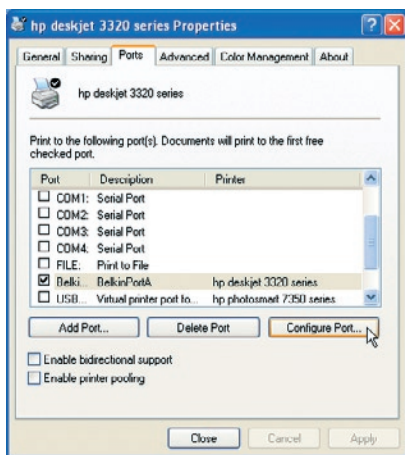 hp deskjet 3320 series Properties
General Sharing Ports Advanced Color Management About
hp deskjet 3320 series
Print to the following port(s). Documents will print to the first free
checked port.
Port Description Printer
COM1: Serial Port
COM2: Serial Port
COM3: Serial Port
COM4: Serial Port
FILE: Print to File
Belki... BelkinPortA hp deskjet 3320 series
USB... Virtual printer port fo... hp photosmart 7350 series
Add Port... Delete Port Configure Port...
Enable bidirectional support
Enable printer pooling
Close Cancel Apply